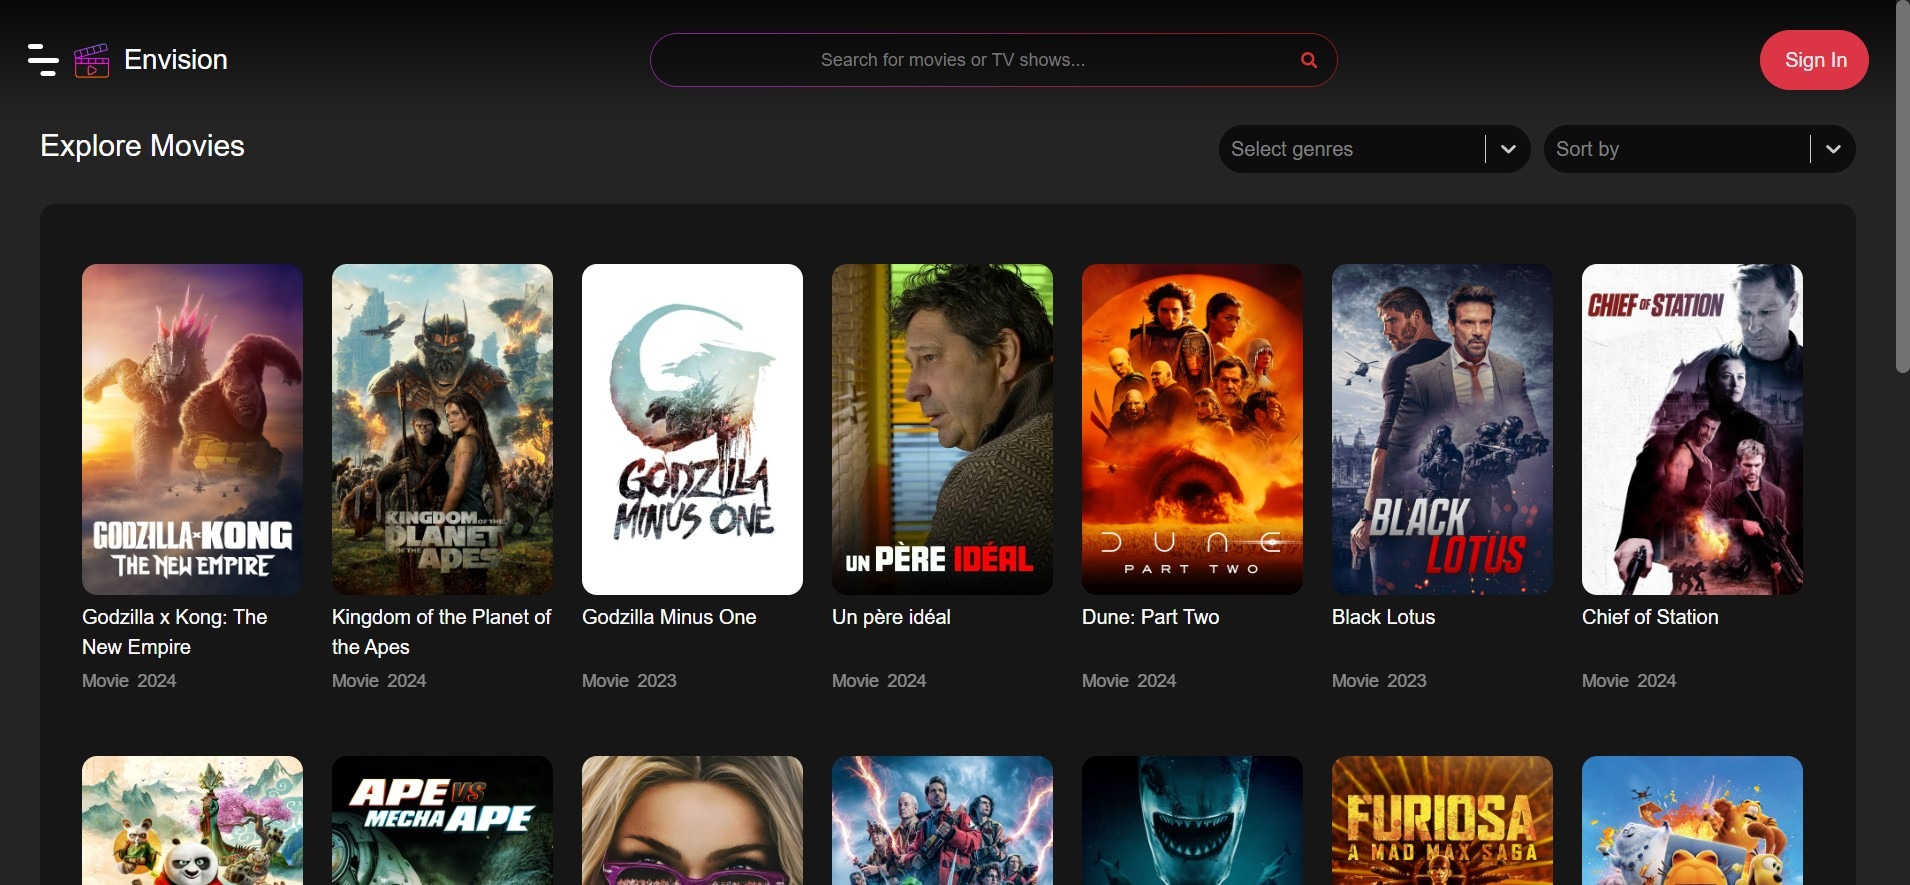 Envision
Search for movies or TV shows...
Sign In
Explore Movies
Select genres
Sort by
GODZILLA x KONG
THE NEW EMPIRE
KINGDOM OF THE
PLANET
OF THE APES
GODZILLA
MINUS ONE
UN PÈRE IDÉAL
DUNE
PART TWO
BLACK
LOTUS
CHIEF OF STATION
Godzilla x Kong: The
New Empire
Movie 2024
Kingdom of the Planet of
the Apes
Movie 2024
Godzilla Minus One
Movie 2023
Un père idéal
Movie 2024
Dune: Part Two
Movie 2024
Black Lotus
Movie 2023
Chief of Station
Movie 2024
APE VS
MECHA APE
FURIOSA
A MAD MAX SAGA